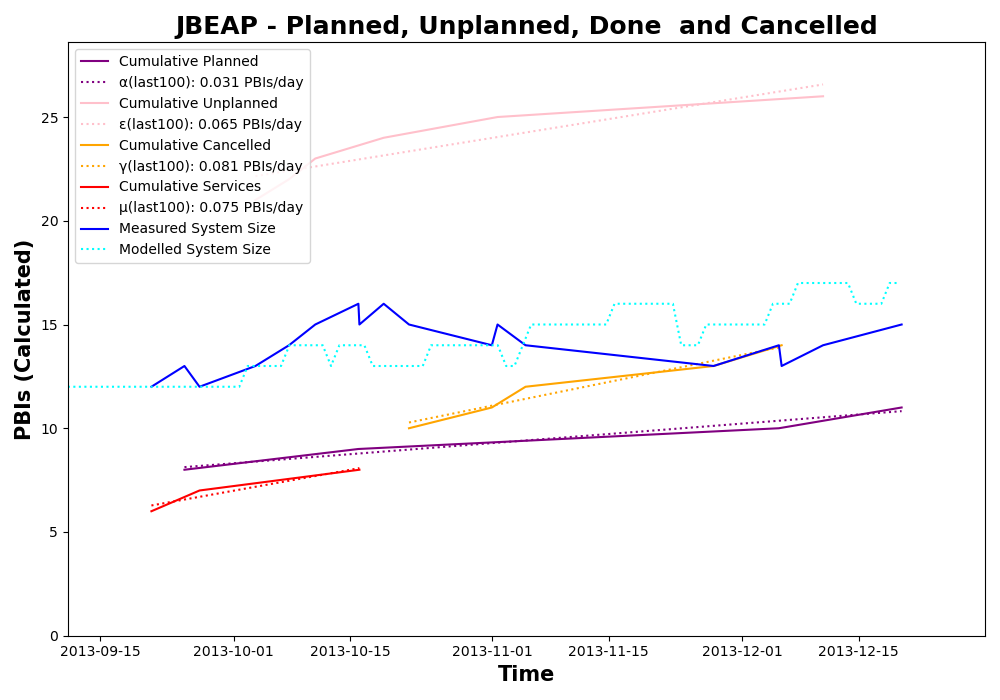 JBEAP - Planned, Unplanned, Done  and Cancelled
Cumulative Planned
α(last100): 0.031 PBIs/day
Cumulative Unplanned
ε(last100): 0.065 PBIs/day
Cumulative Cancelled
γ(last100): 0.081 PBIs/day
Cumulative Services
μ(last100): 0.075 PBIs/day
Measured System Size
Modelled System Size
PBIs (Calculated)
25
20
15
10
5
0
2013-09-15
2013-10-01
2013-10-15
2013-11-01
2013-11-15
2013-12-01
2013-12-15
Time